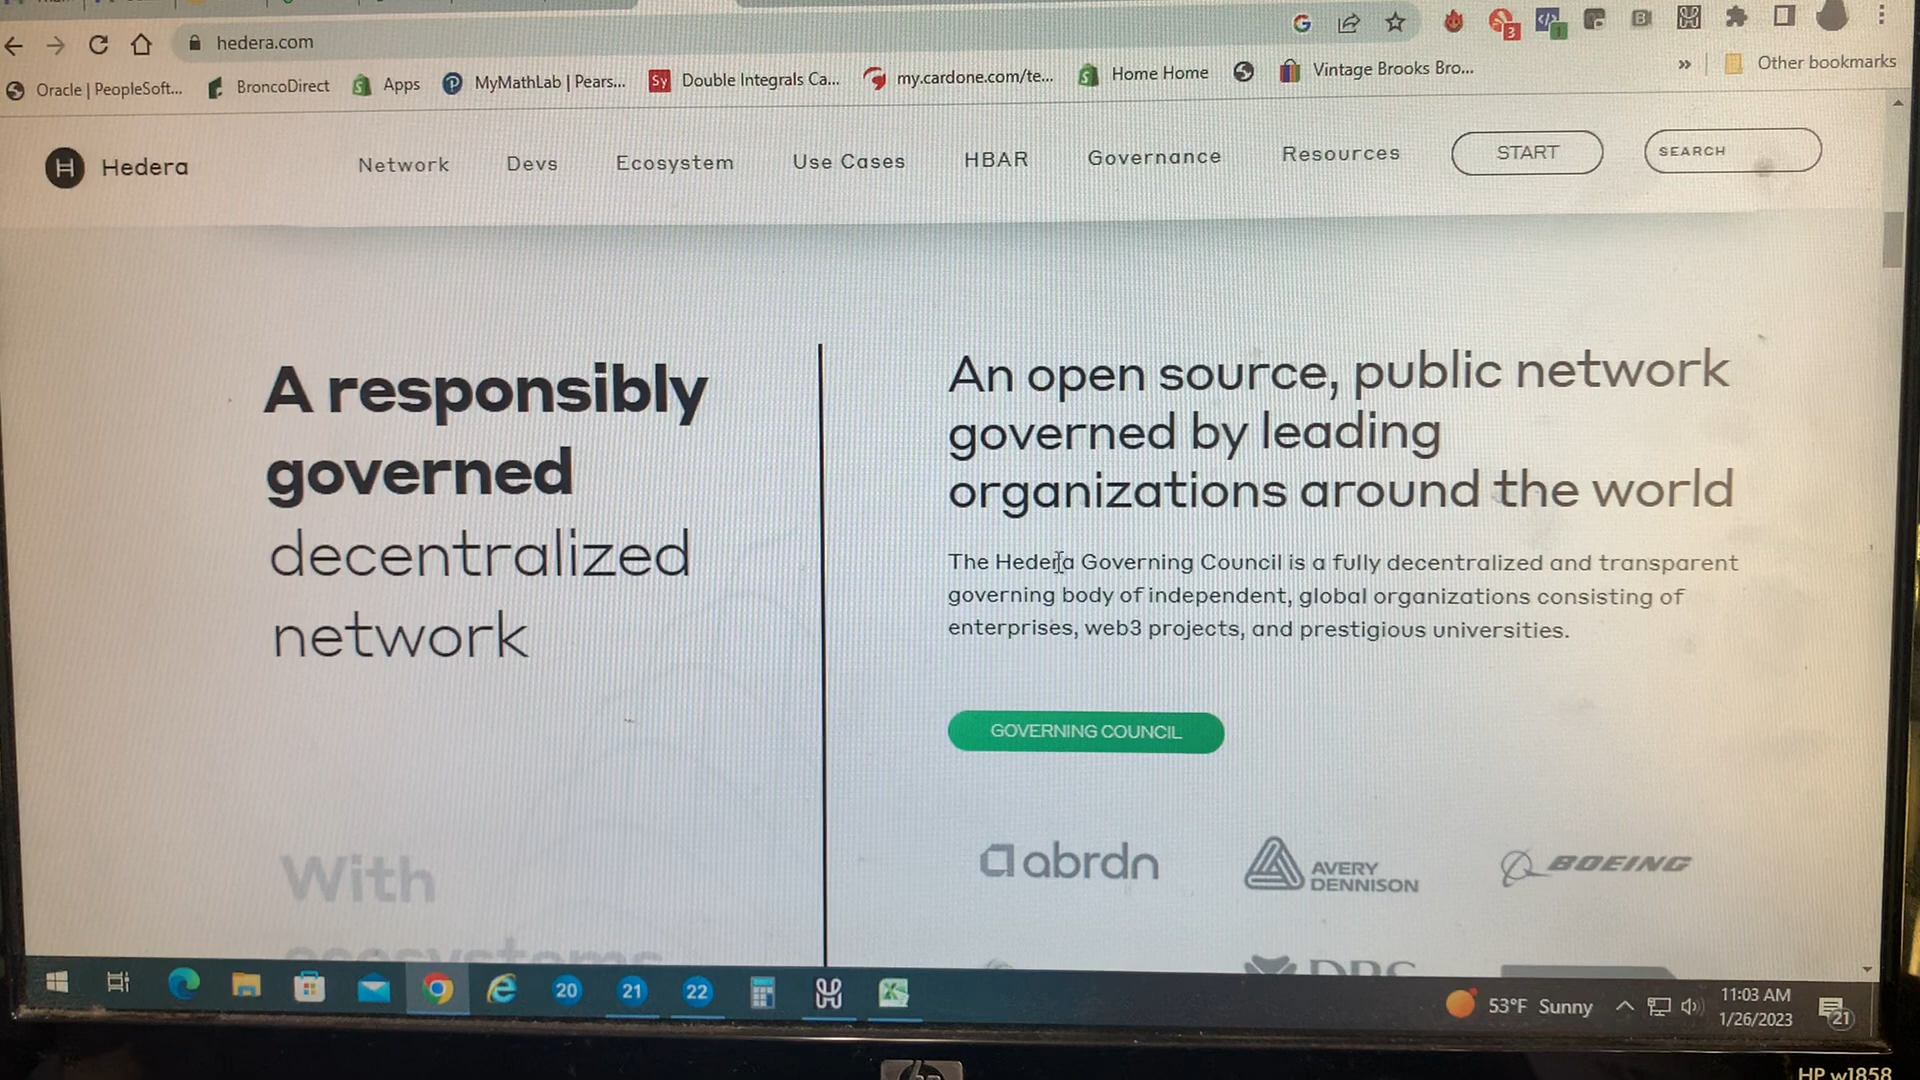 hedera.com
3
1
Oracle | PeopleSoft...
BroncoDirect
Apps
MyMathLab | Pears...
Sy
Double Integrals Ca...
my.cardone.com/te...
Home Home
Vintage Brooks Bro...
»
Other bookmarks
Hedera
Network
Devs
Ecosystem
Use Cases
HBAR
Governance
Resources
START
SEARCH
A responsibly
governed
decentralized
network
An open source, public network
governed by leading
organizations around the world
The Hedera Governing Council is a fully decentralized and transparent
governing body of independent, global organizations consisting of
enterprises, web3 projects, and prestigious universities.
GOVERNING COUNCIL
abrdn
AVERY
DENNISON
BOEING
With
ecosystems
20
21
22
53°F Sunny
11:03 AM
1/26/2023
21
HP w1858